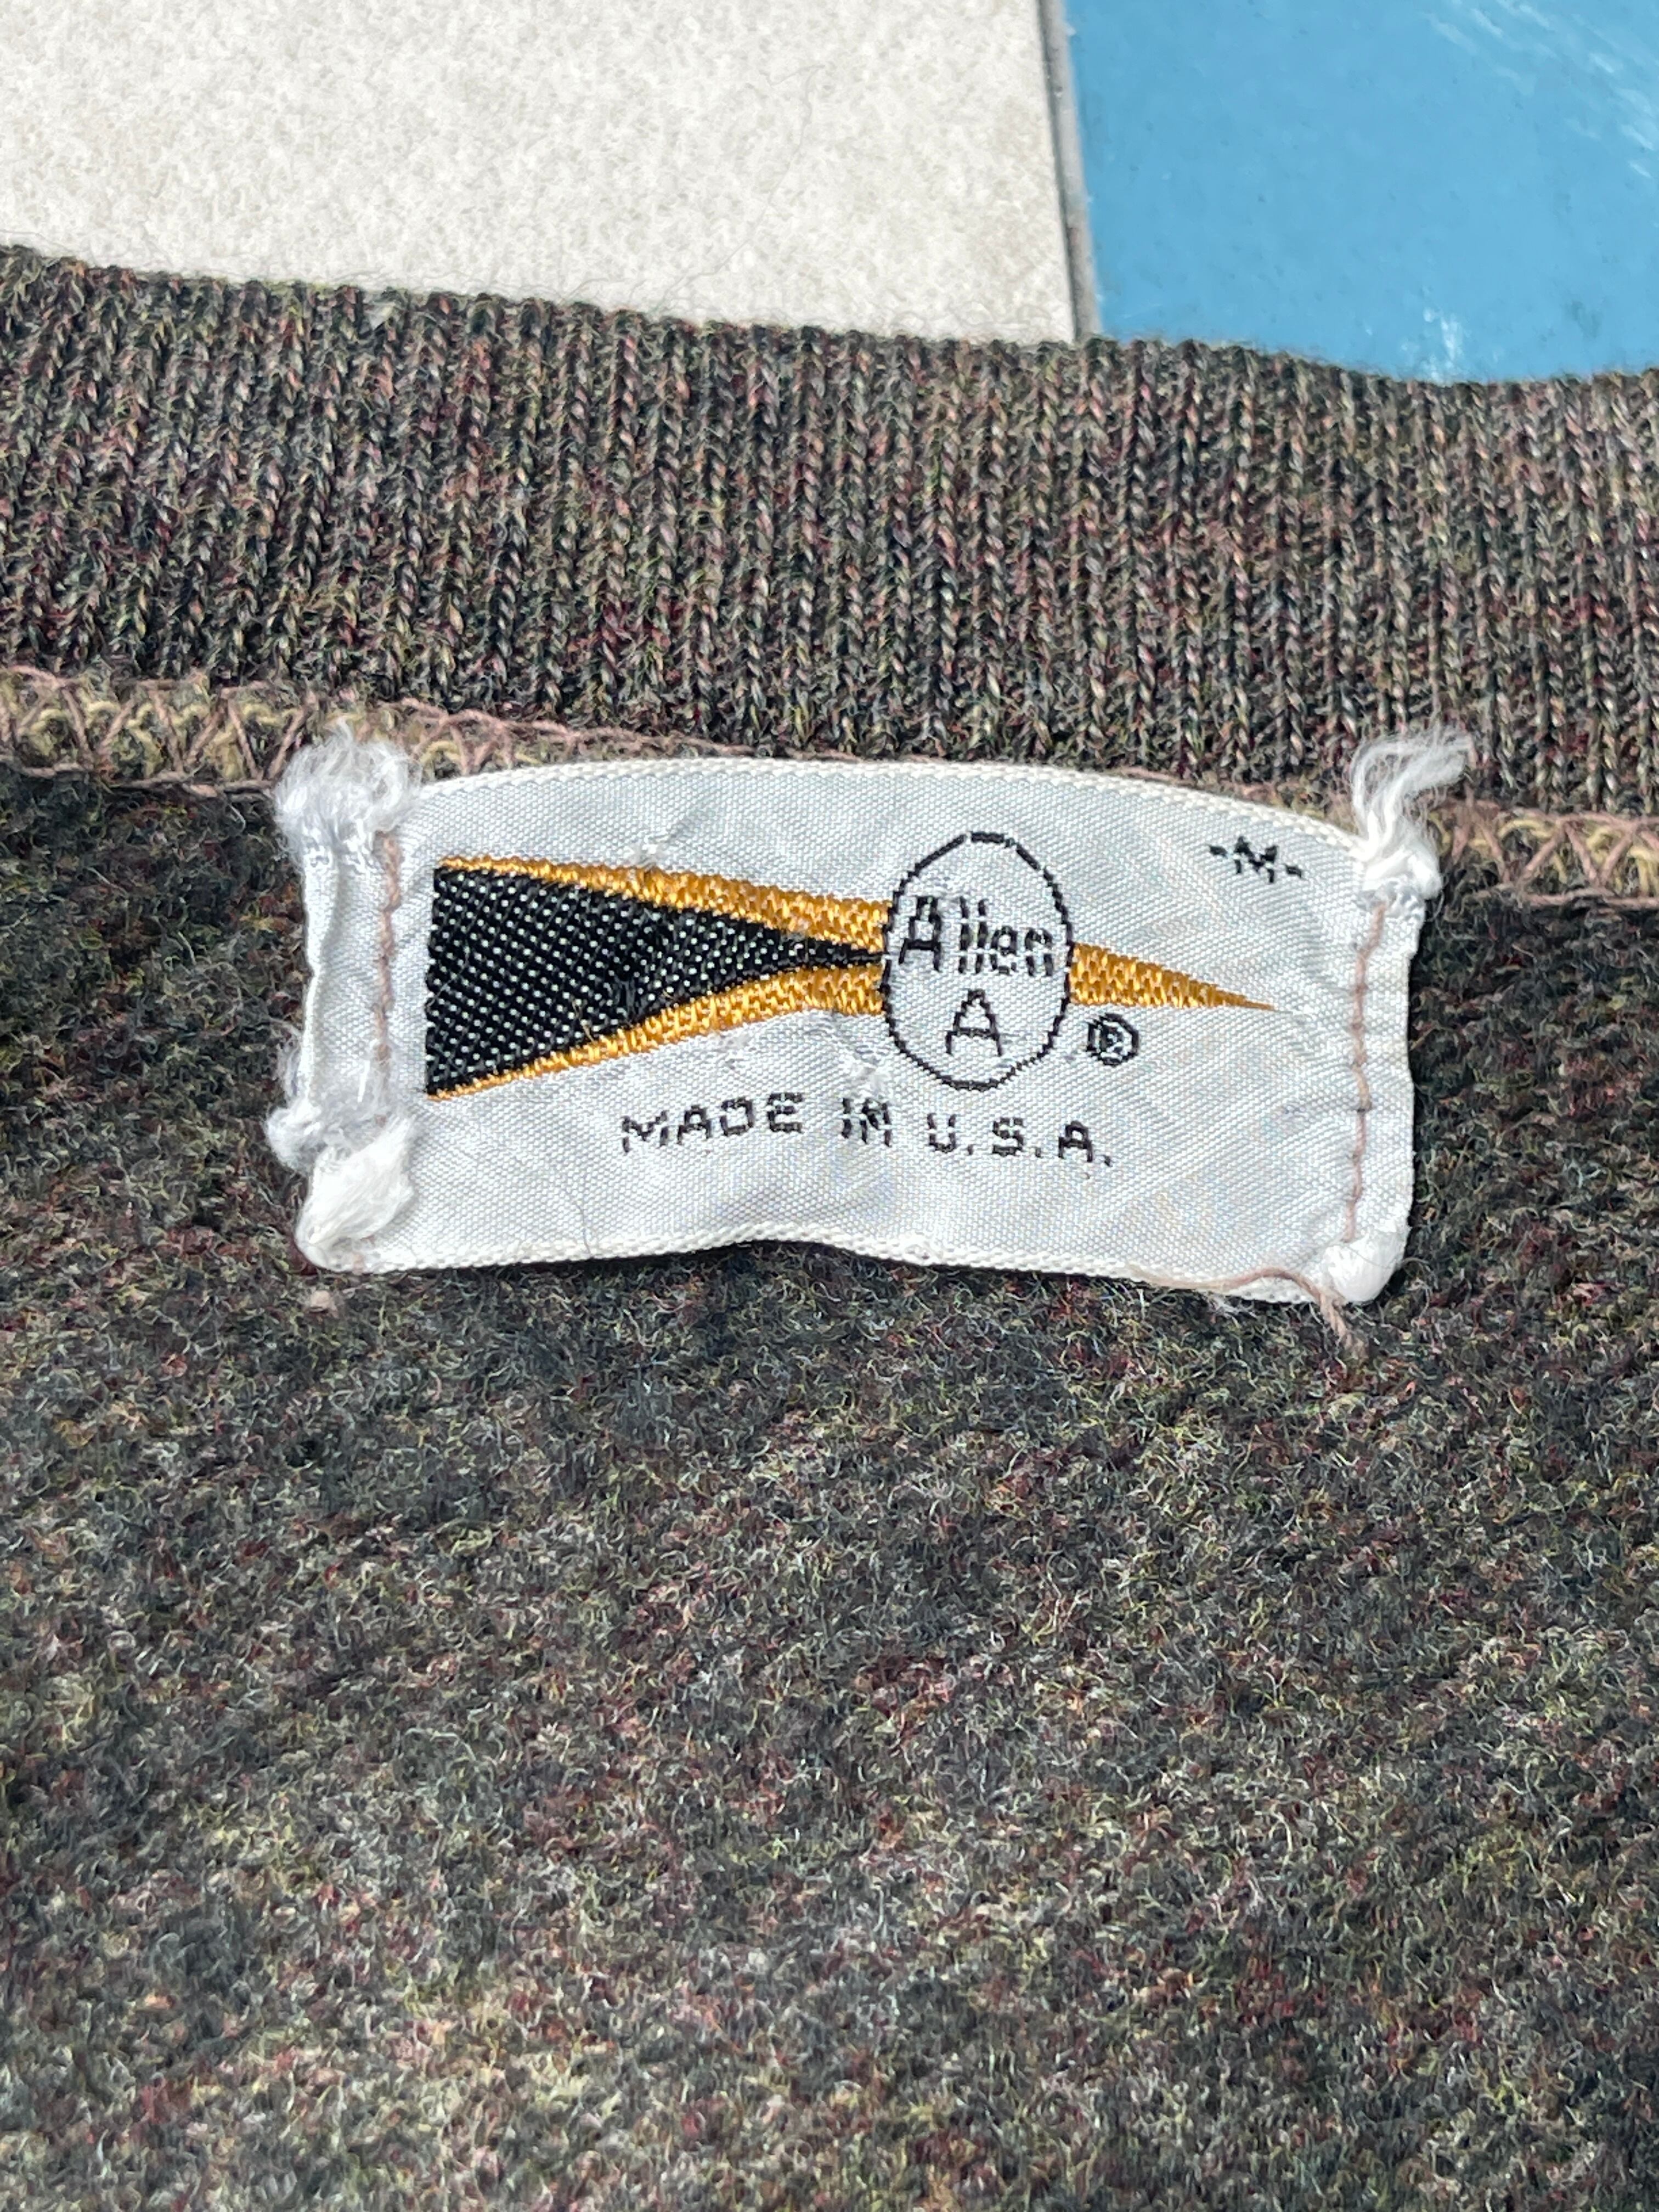 -M-
Allen
A
®
MADE IN U.S.A.